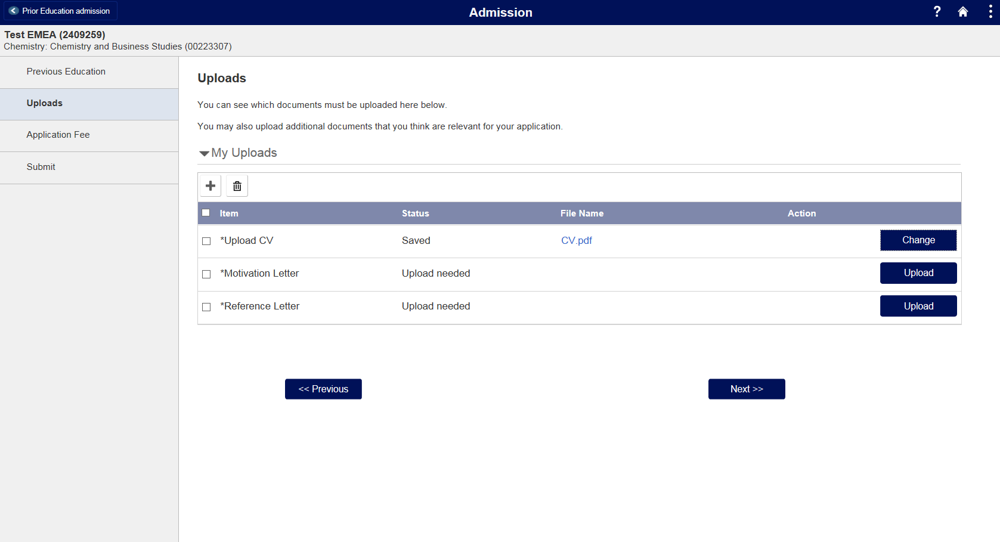 Prior Education admission
Admission
?
Test EMEA (2409259)
Chemistry: Chemistry and Business Studies (00223307)
Previous Education
Uploads
Application Fee
Submit
Uploads
You can see which documents must be uploaded here below.
You may also upload additional documents that you think are relevant for your application.
My Uploads
Item Status File Name Action
*Upload CV Saved CV.pdf Change
*Motivation Letter Upload needed Upload
*Reference Letter Upload needed Upload
<< Previous Next >>